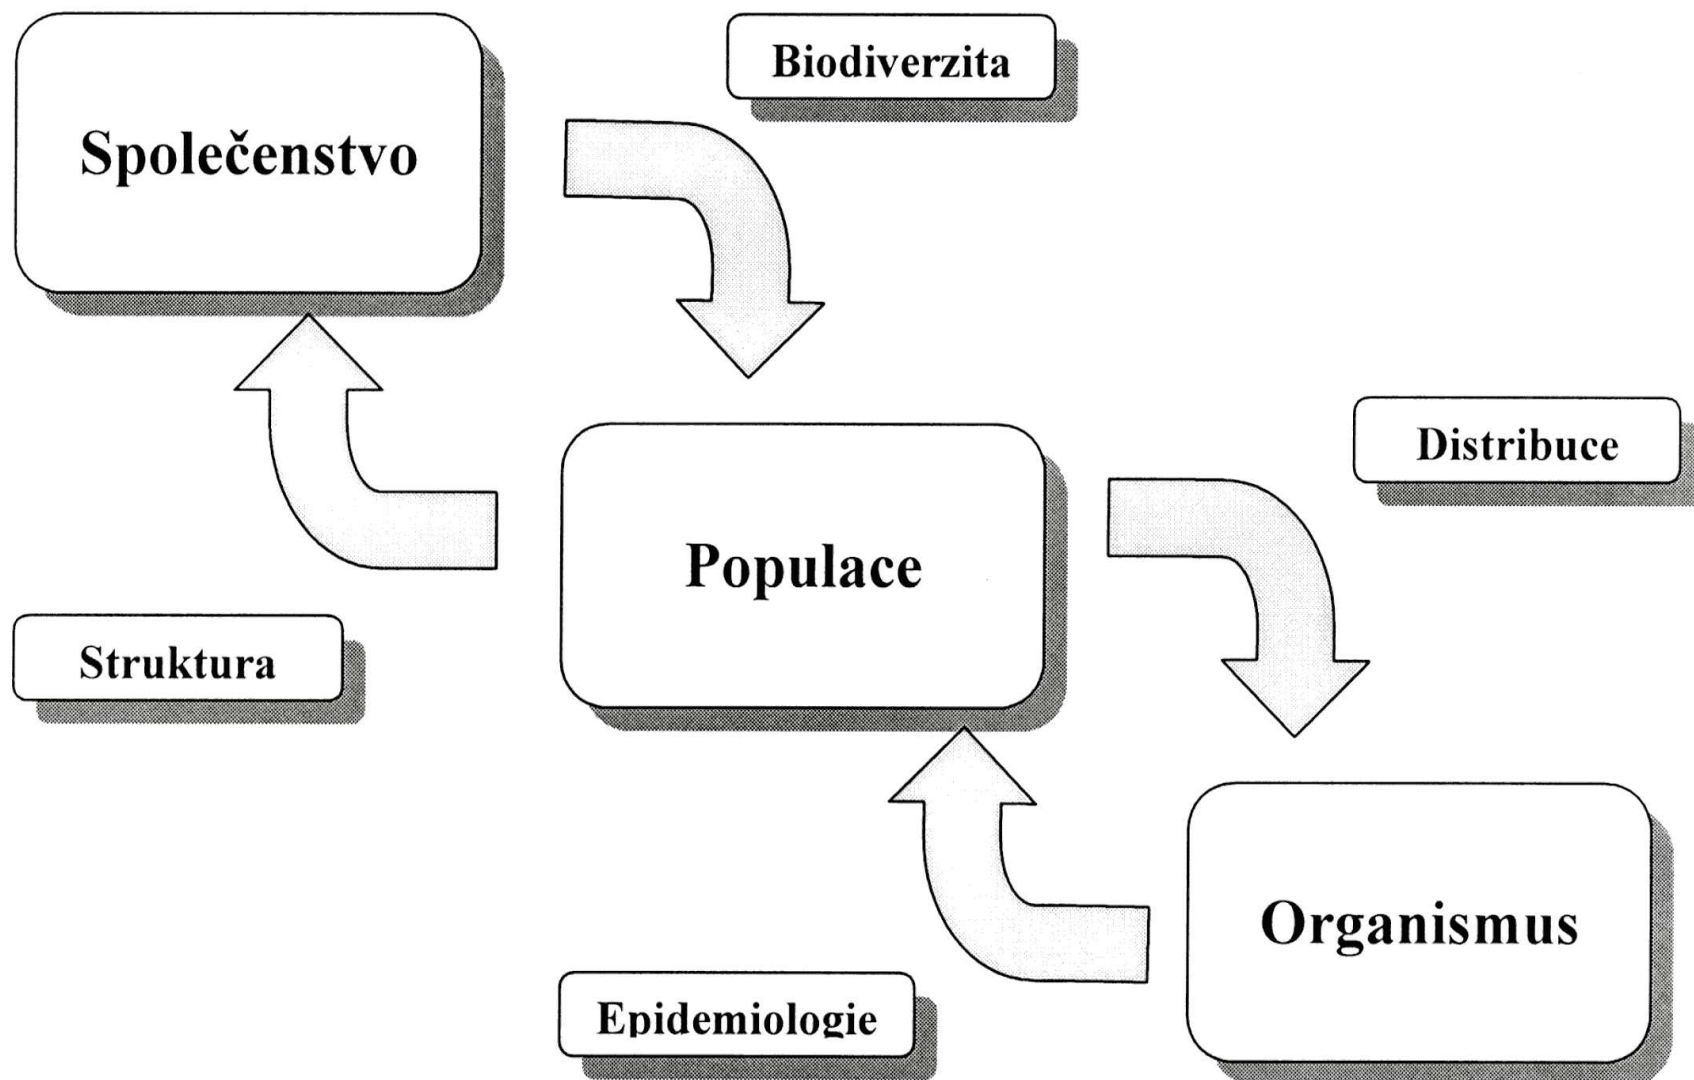 Biodiverzita
Společenstvo
Distribuce
Populace
Struktura
Organismus
Epidemiologie